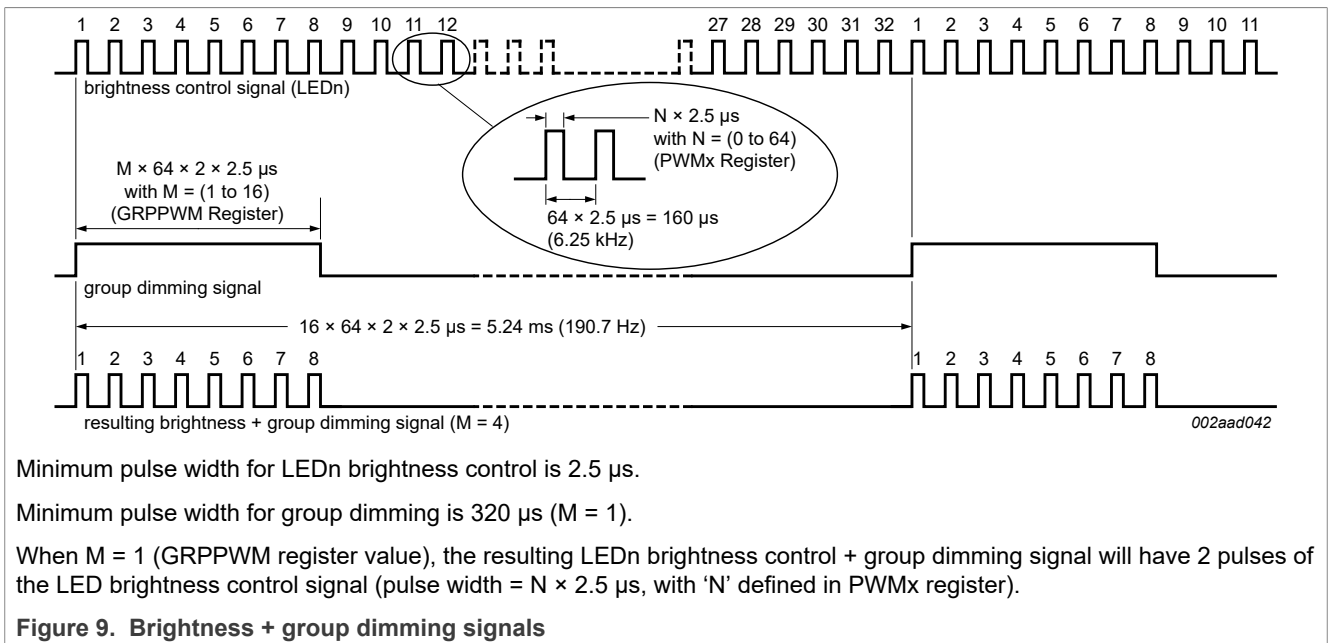 1 2 3 4 5 6 7 8 9 10 11 12 27 28 29 30 31 32 1 2 3 4 5 6 7 8 9 10 11
brightness control signal (LEDn)
N × 2.5 µs
with N = (0 to 64)
(PWMx Register)
M × 64 × 2 × 2.5 µs
with M = (1 to 16)
(GRPPWM Register)
64 × 2.5 µs = 160 µs
(6.25 kHz)
group dimming signal
16 × 64 × 2 × 2.5 µs = 5.24 ms (190.7 Hz)
1 2 3 4 5 6 7 8 1 2 3 4 5 6 7 8
resulting brightness + group dimming signal (M = 4)
002aad042
Minimum pulse width for LEDn brightness control is 2.5 µs.
Minimum pulse width for group dimming is 320 µs (M = 1).
When M = 1 (GRPPWM register value), the resulting LEDn brightness control + group dimming signal will have 2 pulses of
the LED brightness control signal (pulse width = N × 2.5 µs, with ‘N’ defined in PWMx register).
Figure 9. Brightness + group dimming signals